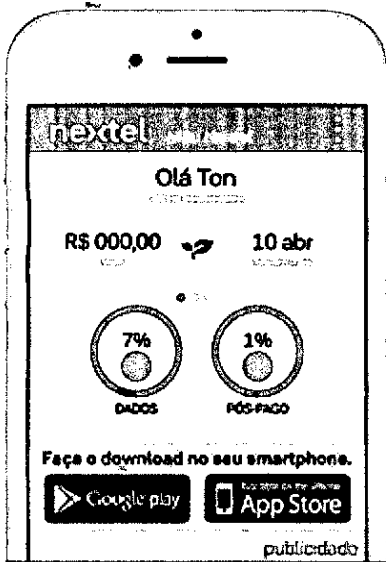 nextel
Olá Ton
R$ 000,00 10 abr
7% 1%
DADOS PÓS-PAGO
Faça o download no seu smartphone.
Google play App Store
publicidade